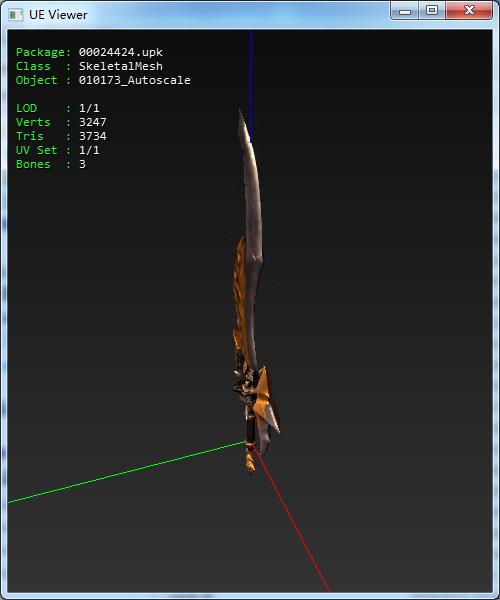 UE Viewer
Package: 00024424.upk
Class : SkeletalMesh
Object : 010173_Autoscale
LOD : 1/1
Verts : 3247
Tris : 3734
UV Set : 1/1
Bones : 3